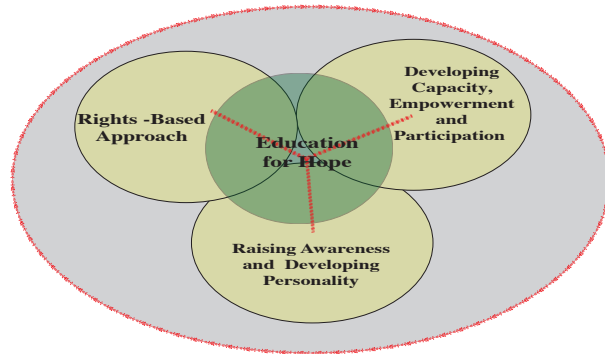 Rights -Based
Approach
Developing
Capacity,
Empowerment
and
Participation
Education
for Hope
Raising Awareness
and Developing
Personality